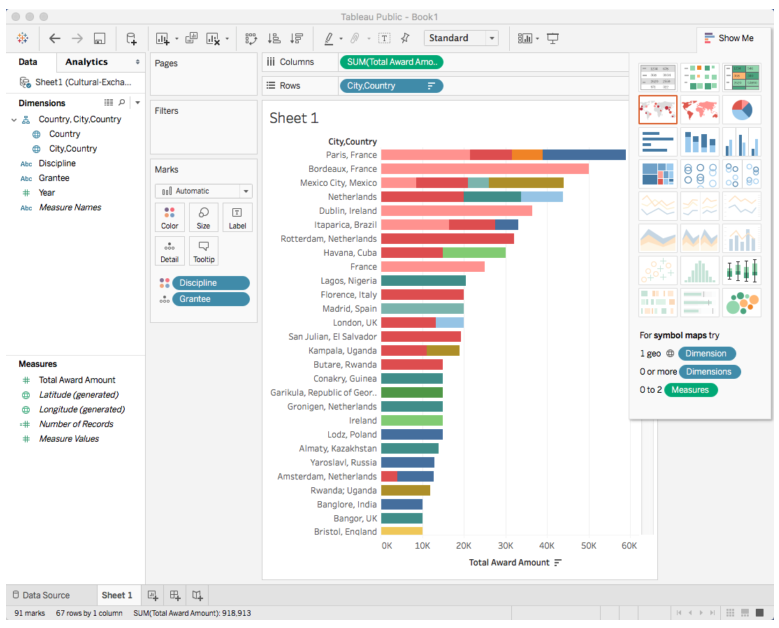 Tableau Public - Book1
Standard
Show Me
Data
Analytics
Pages
Columns
SUM(Total Award Amo..
Sheet1 (Cultural-Excha...
Rows
City,Country
Dimensions
Country, City,Country
Country
City,Country
Abc Discipline
Abc Grantee
# Year
Abc Measure Names
Filters
Marks
Automatic
Color
Size
Label
Detail
Tooltip
Discipline
Grantee
Sheet 1
City,Country
Paris, France
Bordeaux, France
Mexico City, Mexico
Netherlands
Dublin, Ireland
Itaparica, Brazil
Rotterdam, Netherlands
Havana, Cuba
France
Lagos, Nigeria
Florence, Italy
Madrid, Spain
London, UK
San Julian, El Salvador
Kampala, Uganda
Butare, Rwanda
Conakry, Guinea
Garikula, Republic of Geor..
Gronigen, Netherlands
Ireland
Lodz, Poland
Almaty, Kazakhstan
Yaroslavl, Russia
Amsterdam, Netherlands
Rwanda; Uganda
Banglore, India
Bangor, UK
Bristol, England
0K 10K 20K 30K 40K 50K 60K
Total Award Amount
For symbol maps try
1 geo Dimension
0 or more Dimensions
0 to 2 Measures
Measures
# Total Award Amount
Latitude (generated)
Longitude (generated)
# Number of Records
# Measure Values
Data Source
Sheet 1
91 marks 67 rows by 1 column SUM(Total Award Amount): 918,913